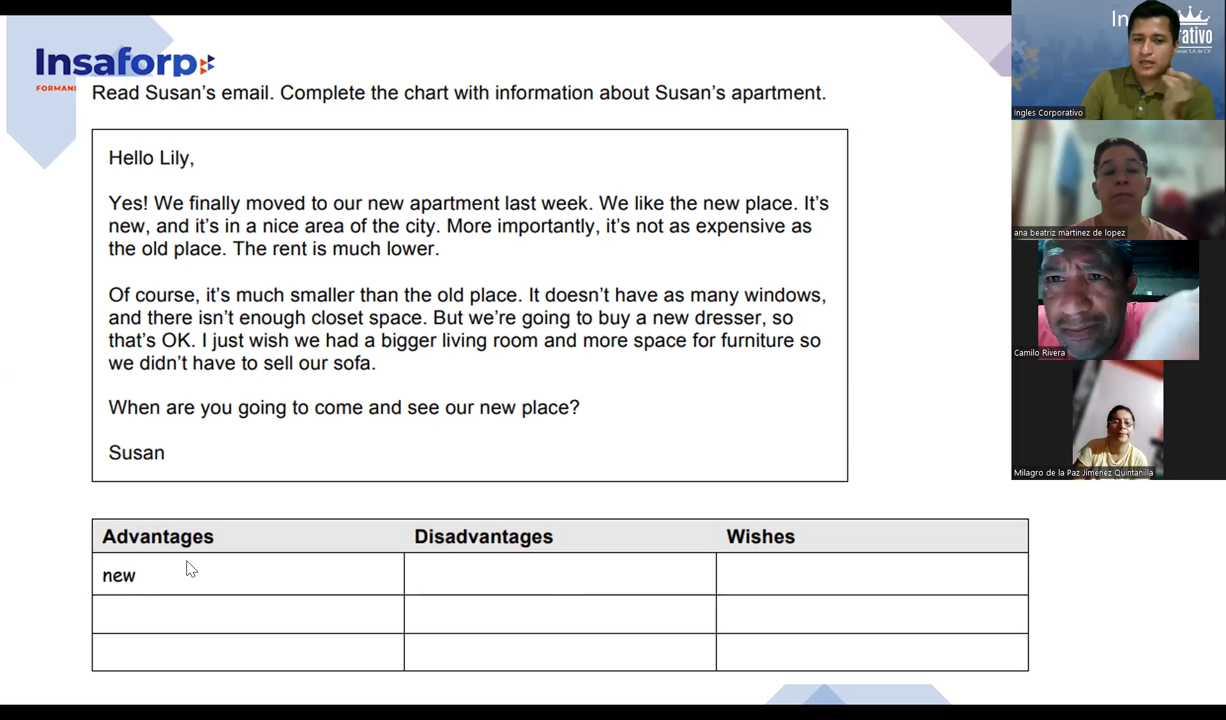 Insaforp
FORMAN
Read Susan's email. Complete the chart with information about Susan's apartment.
Hello Lily,
Yes! We finally moved to our new apartment last week. We like the new place. It's
new, and it's in a nice area of the city. More importantly, it's not as expensive as
the old place. The rent is much lower.
Of course, it's much smaller than the old place. It doesn't have as many windows,
and there isn't enough closet space. But we're going to buy a new dresser, so
that's OK. I just wish we had a bigger living room and more space for furniture so
we didn't have to sell our sofa.
When are you going to come and see our new place?
Susan
Advantages Disadvantages Wishes
new
In
rativo
Ingles Corporativo
ana beatriz martinez de lopez
Camilo Rivera
Milagro de la Paz Jiménez Quintanilla